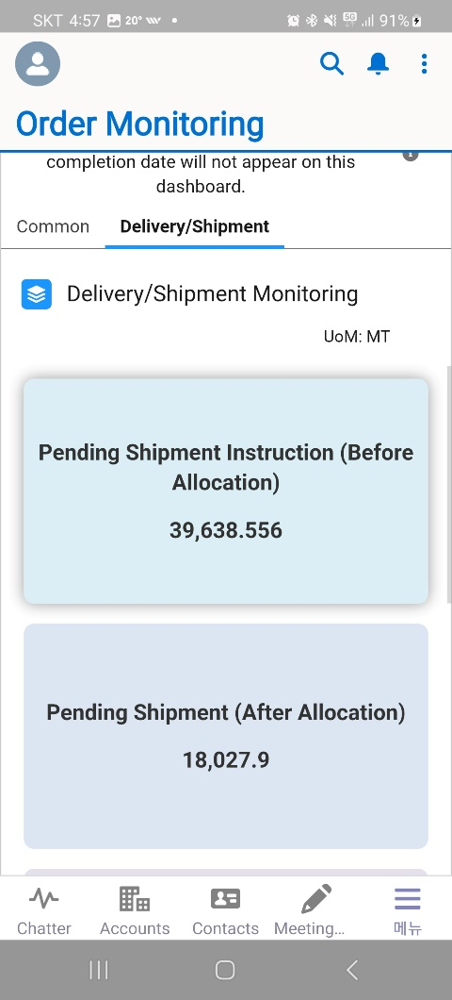 SKT 4:57 20° 5G 91%
Order Monitoring
completion date will not appear on this
dashboard.
Common Delivery/Shipment
Delivery/Shipment Monitoring
UoM: MT
Pending Shipment Instruction (Before
Allocation)
39,638.556
Pending Shipment (After Allocation)
18,027.9
Chatter Accounts Contacts Meeting... 메뉴